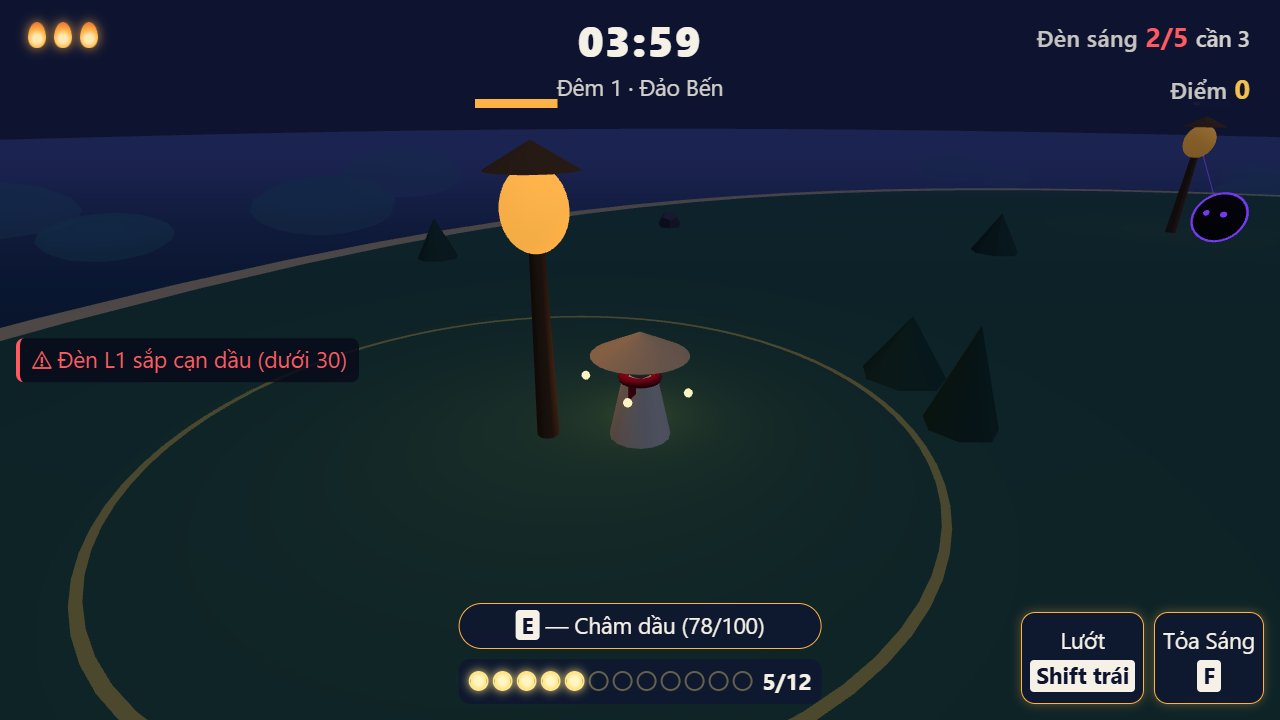 03:59
Đêm 1 · Đảo Bến
Đèn sáng 2/5 cần 3
Điểm 0
⚠ Đèn L1 sắp cạn dầu (dưới 30)
E — Châm dầu (78/100)
5/12
Lướt
Shift trái
Tỏa Sáng
F